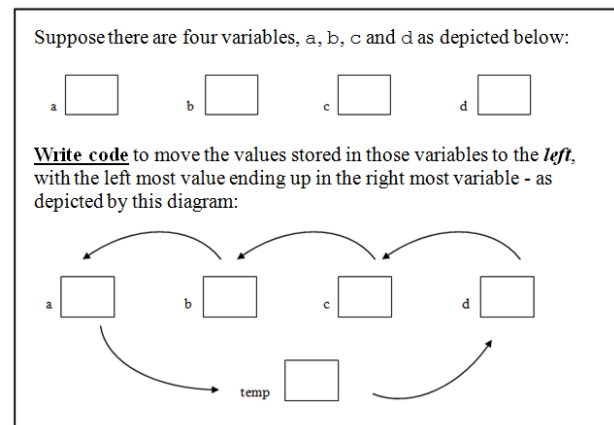 Suppose there are four variables, a, b, c and d as depicted below:
a b c d
Write code to move the values stored in those variables to the left,
with the left most value ending up in the right most variable - as
depicted by this diagram:
a b c d
temp